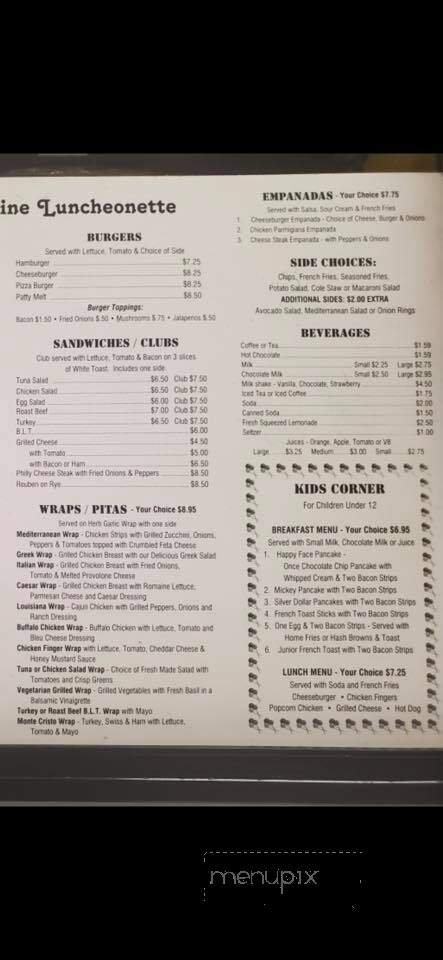 ine Luncheonette
BURGERS
Served with Lettuce, Tomato & Choice of Side
Hamburger $7.25
Cheeseburger $8.25
Pizza Burger $8.25
Patty Melt $8.50
Burger Toppings:
Bacon $1.50 • Fried Onions $.50 • Mushrooms $.75 • Jalapenos $.50
SANDWICHES / CLUBS
Club served with Lettuce, Tomato & Bacon on 3 slices
of White Toast. Includes one side
Tuna Salad $6.50 Club $7.50
Chicken Salad $6.50 Club $7.50
Egg Salad $6.00 Club $7.50
Roast Beef $7.00 Club $7.50
Turkey $6.50 Club $7.50
B.L.T. $6.00
Grilled Cheese $4.50
with Tomato $5.00
with Bacon or Ham $6.50
Philly Cheese Steak with Fried Onions & Peppers $8.50
Reuben on Rye $8.50
WRAPS / PITAS - Your Choice $8.95
Served on Herb Garlic Wrap with one side
Mediterranean Wrap - Chicken Strips with Grilled Zucchini, Onions,
Peppers & Tomatoes topped with Crumbled Feta Cheese
Greek Wrap - Grilled Chicken Breast with our Delicious Greek Salad
Italian Wrap - Grilled Chicken Breast with Fried Onions,
Tomato & Melted Provolone Cheese
Caesar Wrap - Grilled Chicken Breast with Romaine Lettuce,
Parmesan Cheese and Caesar Dressing
Louisiana Wrap - Cajun Chicken with Grilled Peppers, Onions and
Ranch Dressing
Buffalo Chicken Wrap - Buffalo Chicken with Lettuce, Tomato and
Bleu Cheese Dressing
Chicken Finger Wrap - with Lettuce, Tomato, Cheddar Cheese &
Honey Mustard Sauce
Tuna or Chicken Salad Wrap - Choice of Fresh Made Salad with
Tomatoes and Crisp Greens
Vegetarian Grilled Wrap - Grilled Vegetables with Fresh Basil in a
Balsamic Vinaigrette
Turkey or Roast Beef B.L.T. Wrap with Mayo
Monte Cristo Wrap - Turkey, Swiss & Ham with Lettuce,
Tomato & Mayo
EMPANADAS - Your Choice $7.75
Served with Salsa, Sour Cream & French Fries
1. Cheeseburger Empanada - Choice of Cheese, Burger & Onions
2. Chicken Parmigiana Empanada
3. Cheese Steak Empanada - with Peppers & Onions
SIDE CHOICES:
Chips, French Fries, Seasoned Fries,
Potato Salad, Cole Slaw or Macaroni Salad
ADDITIONAL SIDES: $2.00 EXTRA
Avocado Salad, Mediterranean Salad or Onion Rings
BEVERAGES
Coffee or Tea $1.59
Hot Chocolate $1.59
Milk Small $2.25 Large $2.75
Chocolate Milk Small $2.50 Large $2.95
Milk shake - Vanilla, Chocolate, Strawberry $4.50
Iced Tea or Iced Coffee $1.75
Soda $2.00
Canned Soda $1.50
Fresh Squeezed Lemonade $2.50
Seltzer $1.00
Juices - Orange, Apple, Tomato or V8
Large $3.25 Medium $3.00 Small $2.75
KIDS CORNER
For Children Under 12
BREAKFAST MENU - Your Choice $6.95
Served with Small Milk, Chocolate Milk or Juice
1. Happy Face Pancake -
Once Chocolate Chip Pancake with
Whipped Cream & Two Bacon Strips
2. Mickey Pancake with Two Bacon Strips
3. Silver Dollar Pancakes with Two Bacon Strips
4. French Toast Sticks with Two Bacon Strips
5. One Egg & Two Bacon Strips - Served with
Home Fries or Hash Browns & Toast
6. Junior French Toast with Two Bacon Strips
LUNCH MENU - Your Choice $7.25
Served with Soda and French Fries
Cheeseburger • Chicken Fingers
Popcorn Chicken • Grilled Cheese • Hot Dog
menupix